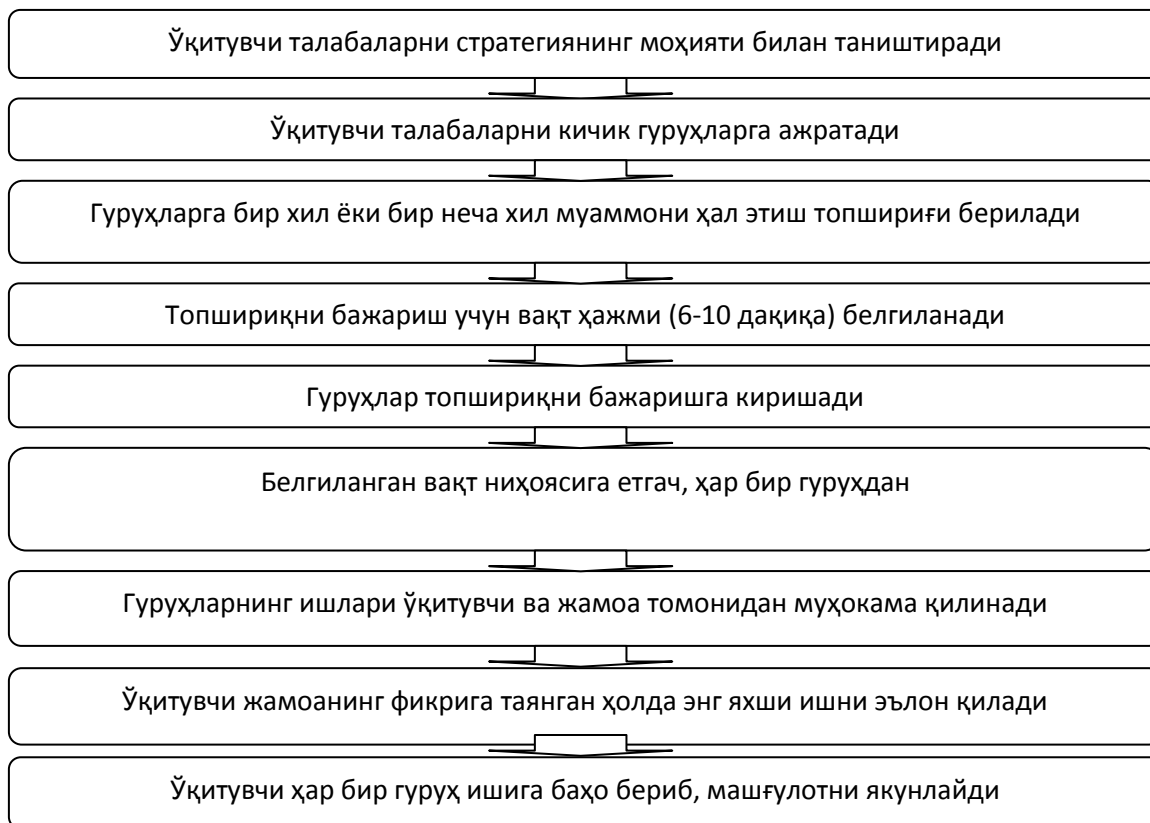 Ўқитувчи талабаларни стратегиянинг моҳияти билан таништиради
Ўқитувчи талабаларни кичик гуруҳларга ажратади
Гуруҳларга бир хил ёки бир неча хил муаммони ҳал этиш топшириғи берилади
Топшириқни бажариш учун вақт ҳажми (6-10 дақиқа) белгиланади
Гуруҳлар топшириқни бажаришга киришади
Белгиланган вақт ниҳоясига етгач, ҳар бир гуруҳдан
Гуруҳларнинг ишлари ўқитувчи ва жамоа томонидан муҳокама қилинади
Ўқитувчи жамоанинг фикрига таянган ҳолда энг яхши ишни эълон қилади
Ўқитувчи ҳар бир гуруҳ ишига баҳо бериб, машғулотни якунлайди